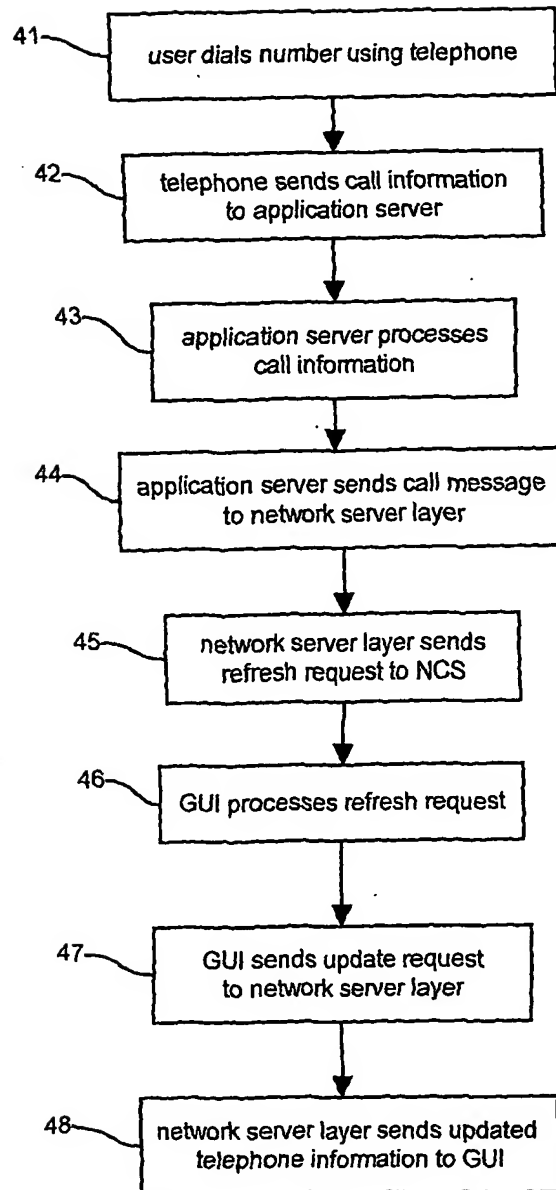 41
user dials number using telephone
42
telephone sends call information
to application server
43
application server processes
call information
44
application server sends call message
to network server layer
45
network server layer sends
refresh request to NCS
46
GUI processes refresh request
47
GUI sends update request
to network server layer
48
network server layer sends updated
telephone information to GUI